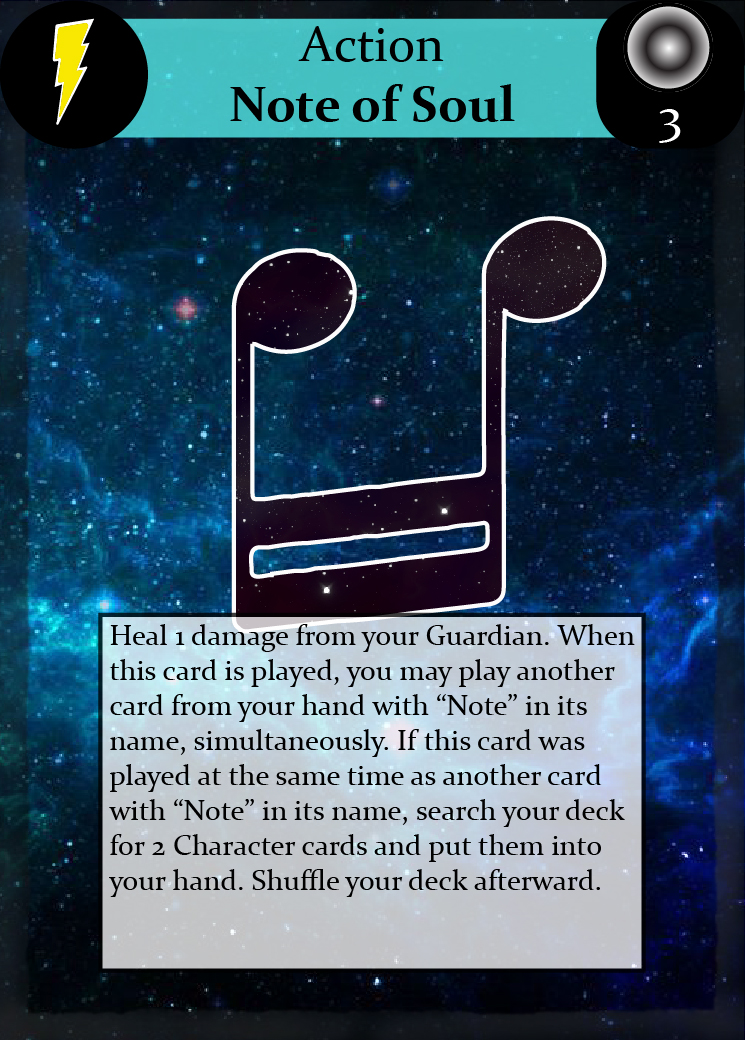 Action
Note of Soul
3
Heal 1 damage from your Guardian. When
this card is played, you may play another
card from your hand with “Note” in its
name, simultaneously. If this card was
played at the same time as another card
with “Note” in its name, search your deck
for 2 Character cards and put them into
your hand. Shuffle your deck afterward.